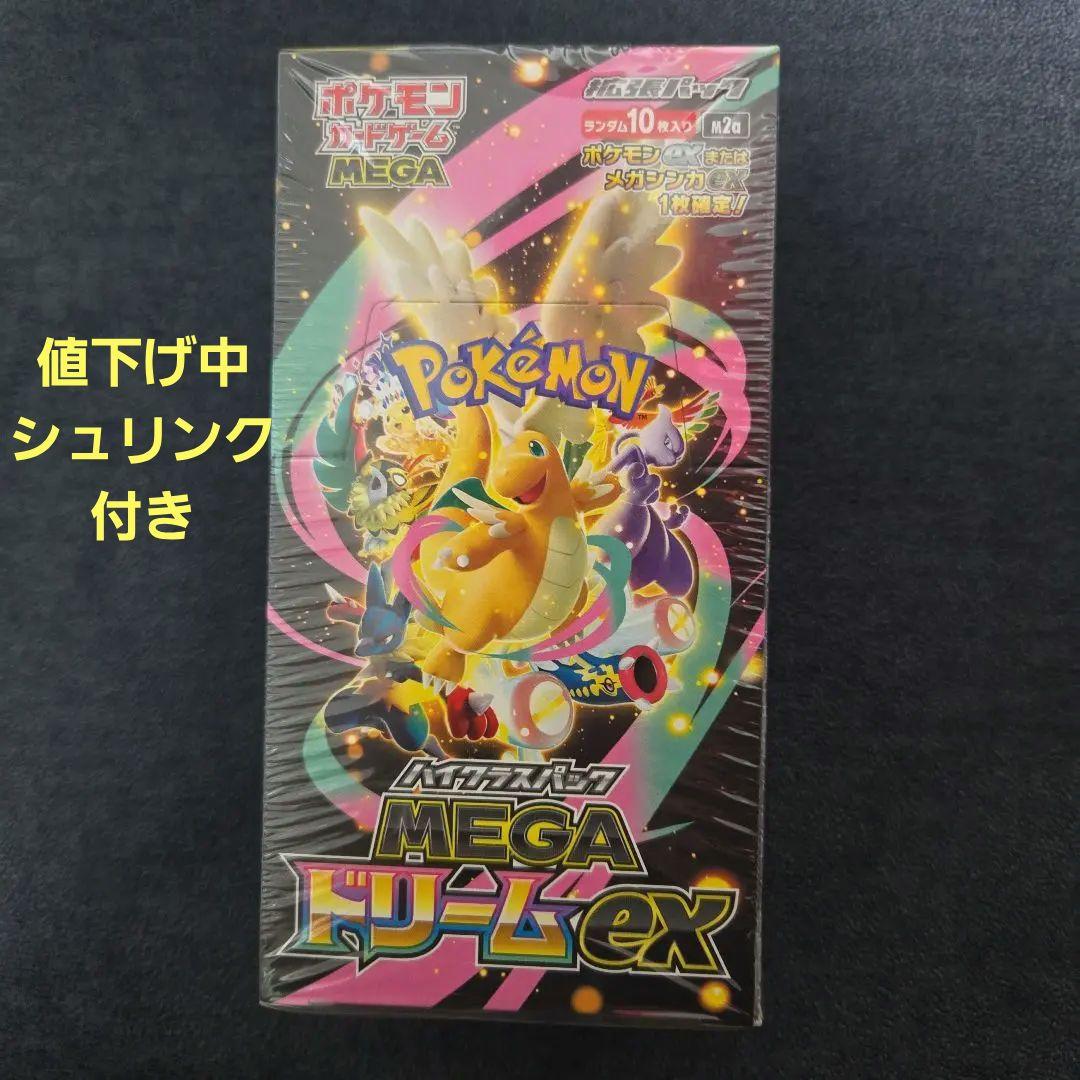 ポケモン
カードゲーム
MEGA
拡張パック
ランダム10枚入り M2a
ポケモンexまたは
メガシンカex
1枚確定!
POKÉMON
値下げ中
シュリンク
付き
ハイクラスパック
MEGA
ドリームex